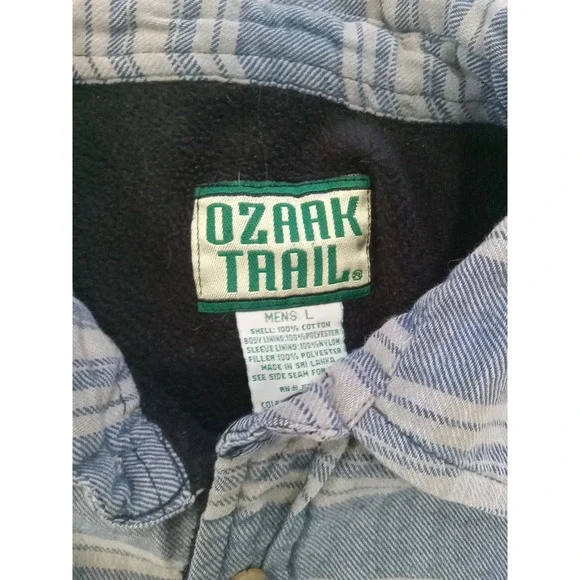 OZARK
TRAIL®
MENS L
SHELL: 100% COTTON
BODY LINING:100%POLYESTER
SLEEVE LINING:100%NYLON
FILLER:100% POLYESTER
MADE IN SRI LANKA
SEE SIDE SEAM FOR
RN #